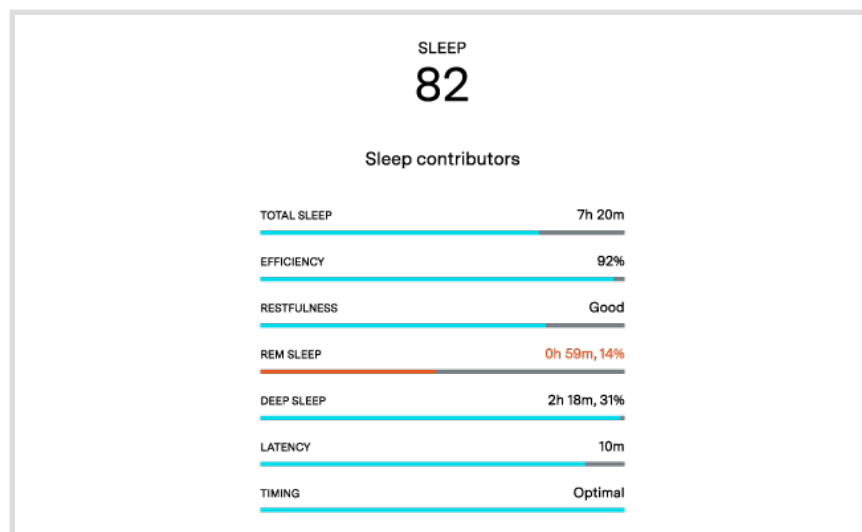 SLEEP
82
Sleep contributors
TOTAL SLEEP 7h 20m
EFFICIENCY 92%
RESTFULNESS Good
REM SLEEP 0h 59m, 14%
DEEP SLEEP 2h 18m, 31%
LATENCY 10m
TIMING Optimal